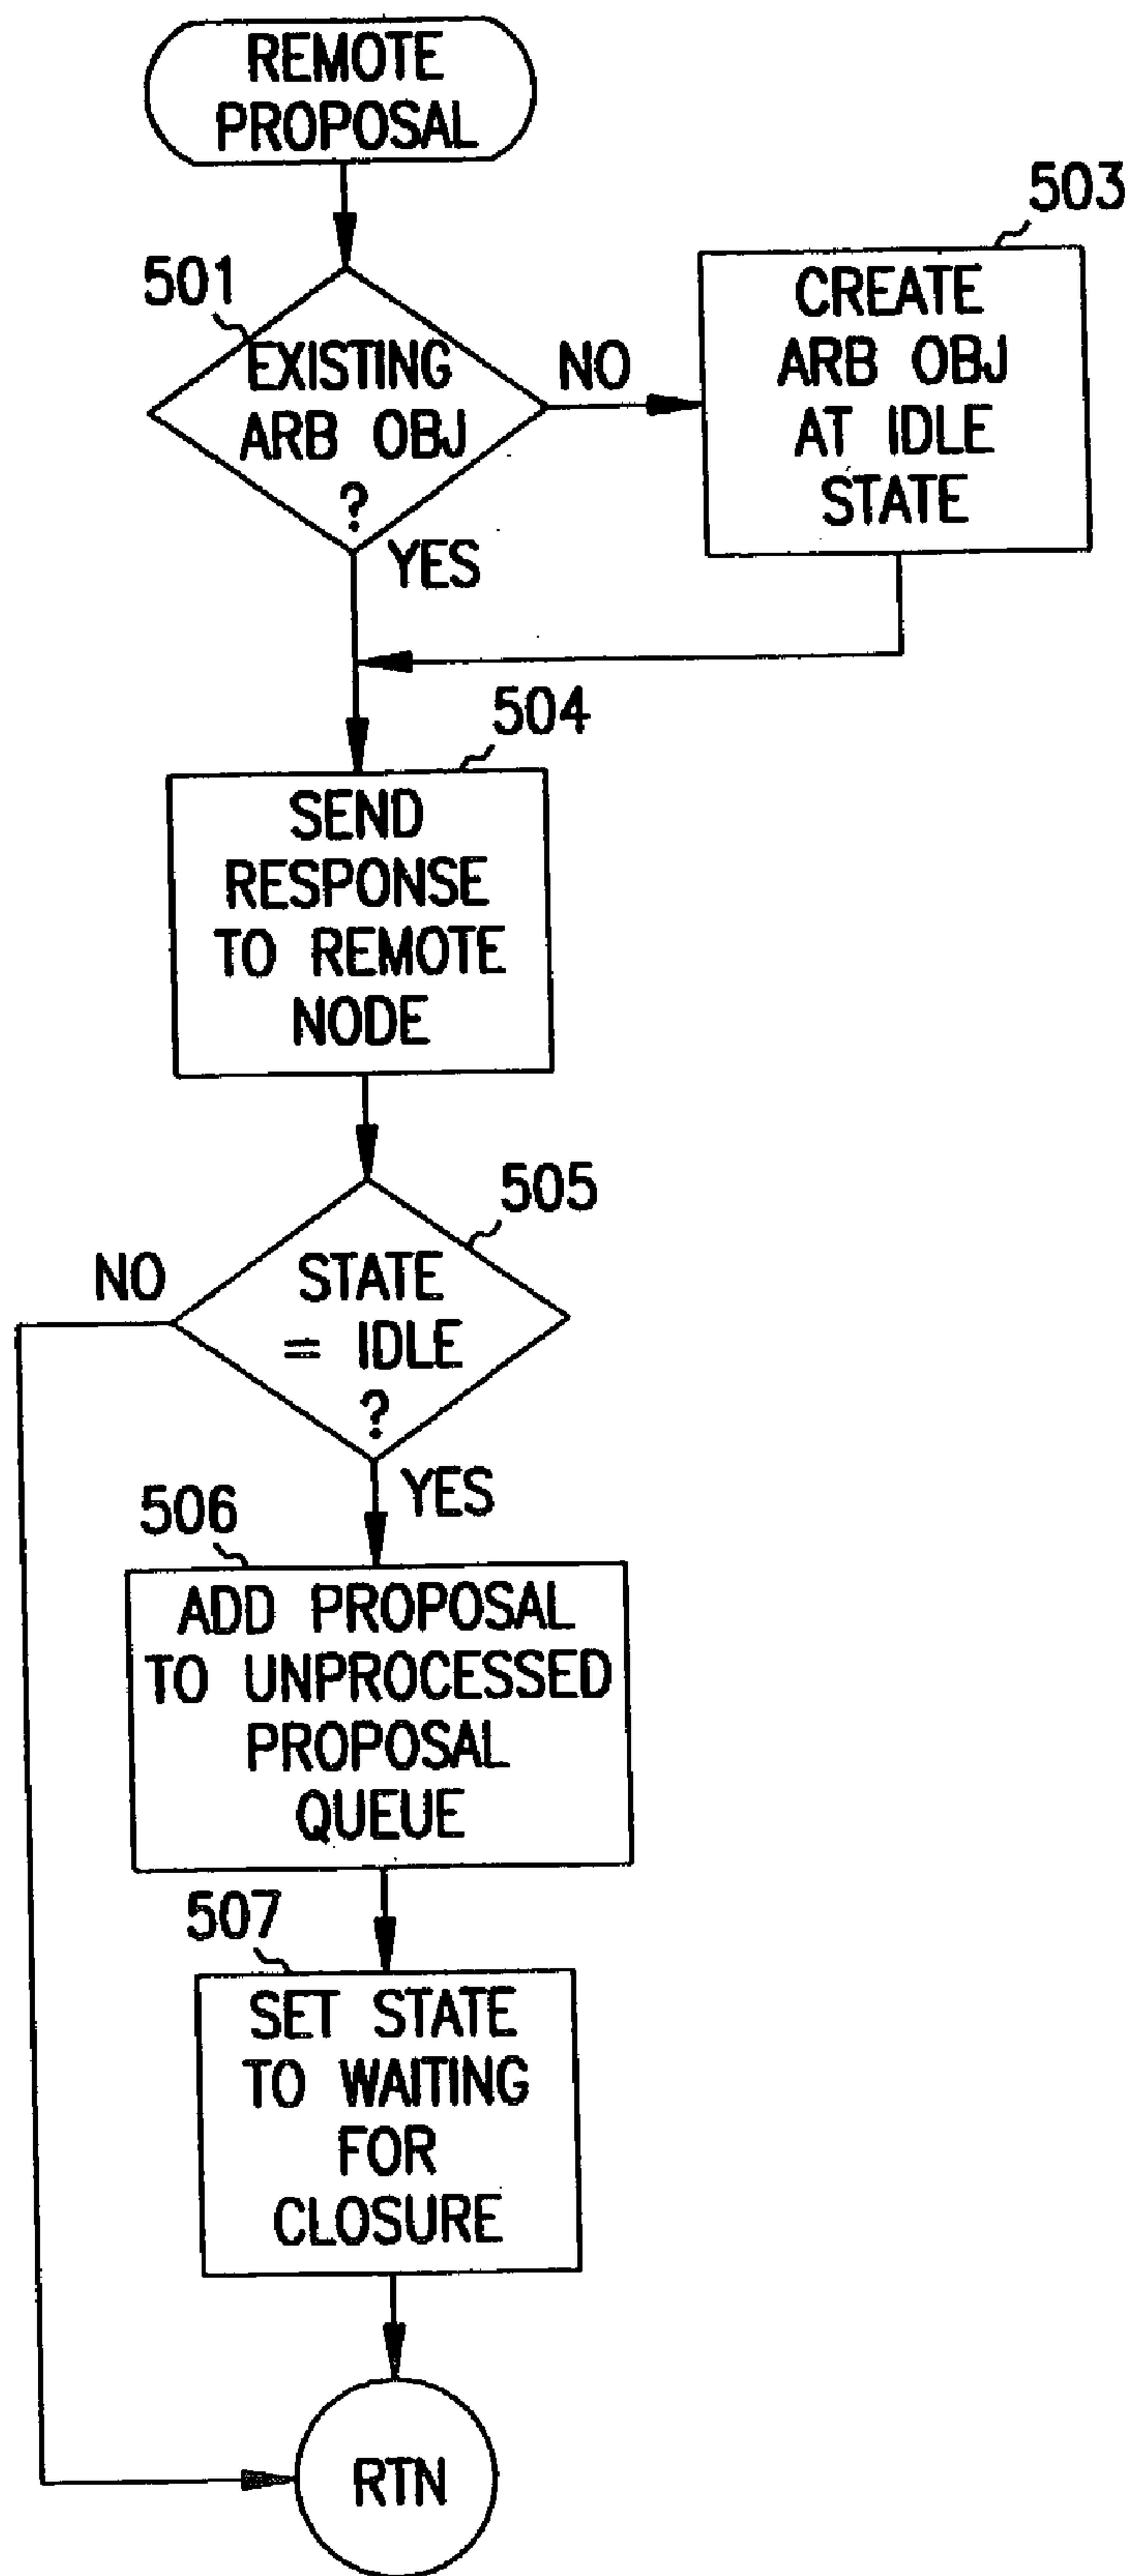 REMOTE
PROPOSAL
503
501
CREATE
ARB OBJ
AT IDLE
STATE
EXISTING
ARB OBJ
?
NO
YES
504
SEND
RESPONSE
TO REMOTE
NODE
505
STATE
= IDLE
?
NO
YES
506
ADD PROPOSAL
TO UNPROCESSED
PROPOSAL
QUEUE
507
SET STATE
TO WAITING
FOR
CLOSURE
RTN